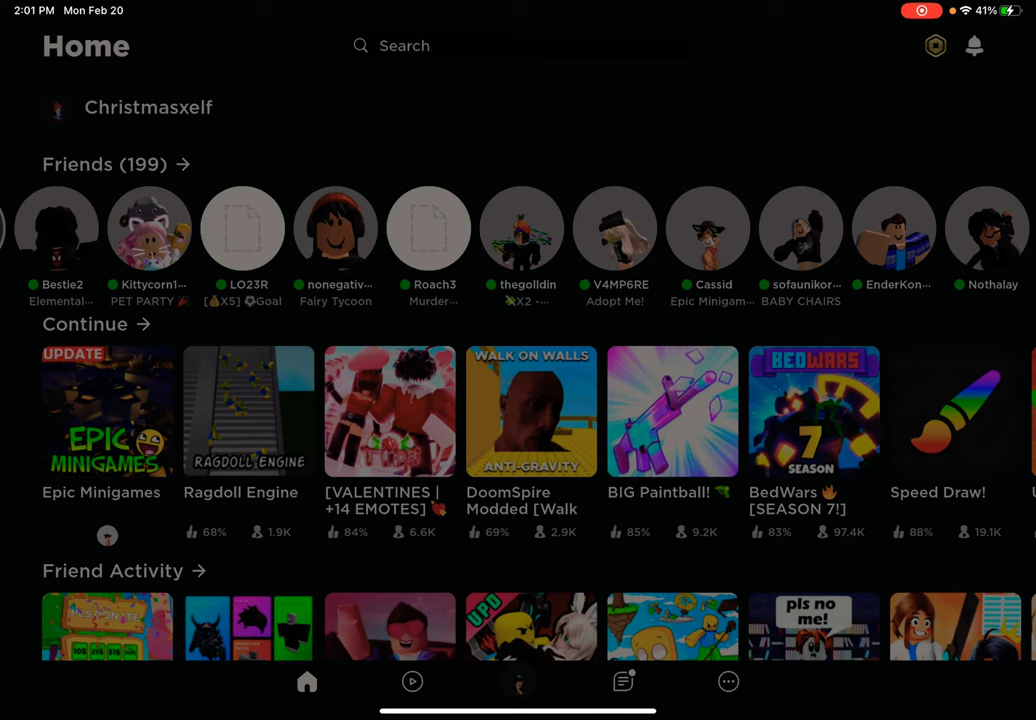 2:01 PM Mon Feb 20
41%
Home
Search
Christmasxelf
Friends (199) →
Bestie2
Kittycorn1...
LO23R
nonegativ...
Roach3
thegolldin
V4MP6RE
Cassid
sofaunikor...
EnderKon...
Nothalay
Elemental...
PET PARTY 🎉
[💰X5] ⚽Goal
Fairy Tycoon
Murder...
X2 -...
Adopt Me!
Epic Minigam...
BABY CHAIRS
Continue →
UPDATE
EPIC
MINIGAMES
RAGDOLL ENGINE
WALK ON WALLS
ANTI-GRAVITY
BEDWARS
7
SEASON
Epic Minigames
Ragdoll Engine
[VALENTINES |
+14 EMOTES] 💘
DoomSpire
Modded [Walk
BIG Paintball! 🔫
BedWars 🔥
[SEASON 7!]
Speed Draw!
68% 1.9K
84% 6.6K
69% 2.9K
85% 9.2K
83% 97.4K
88% 19.1K
Friend Activity →
UPD
pls no
me!